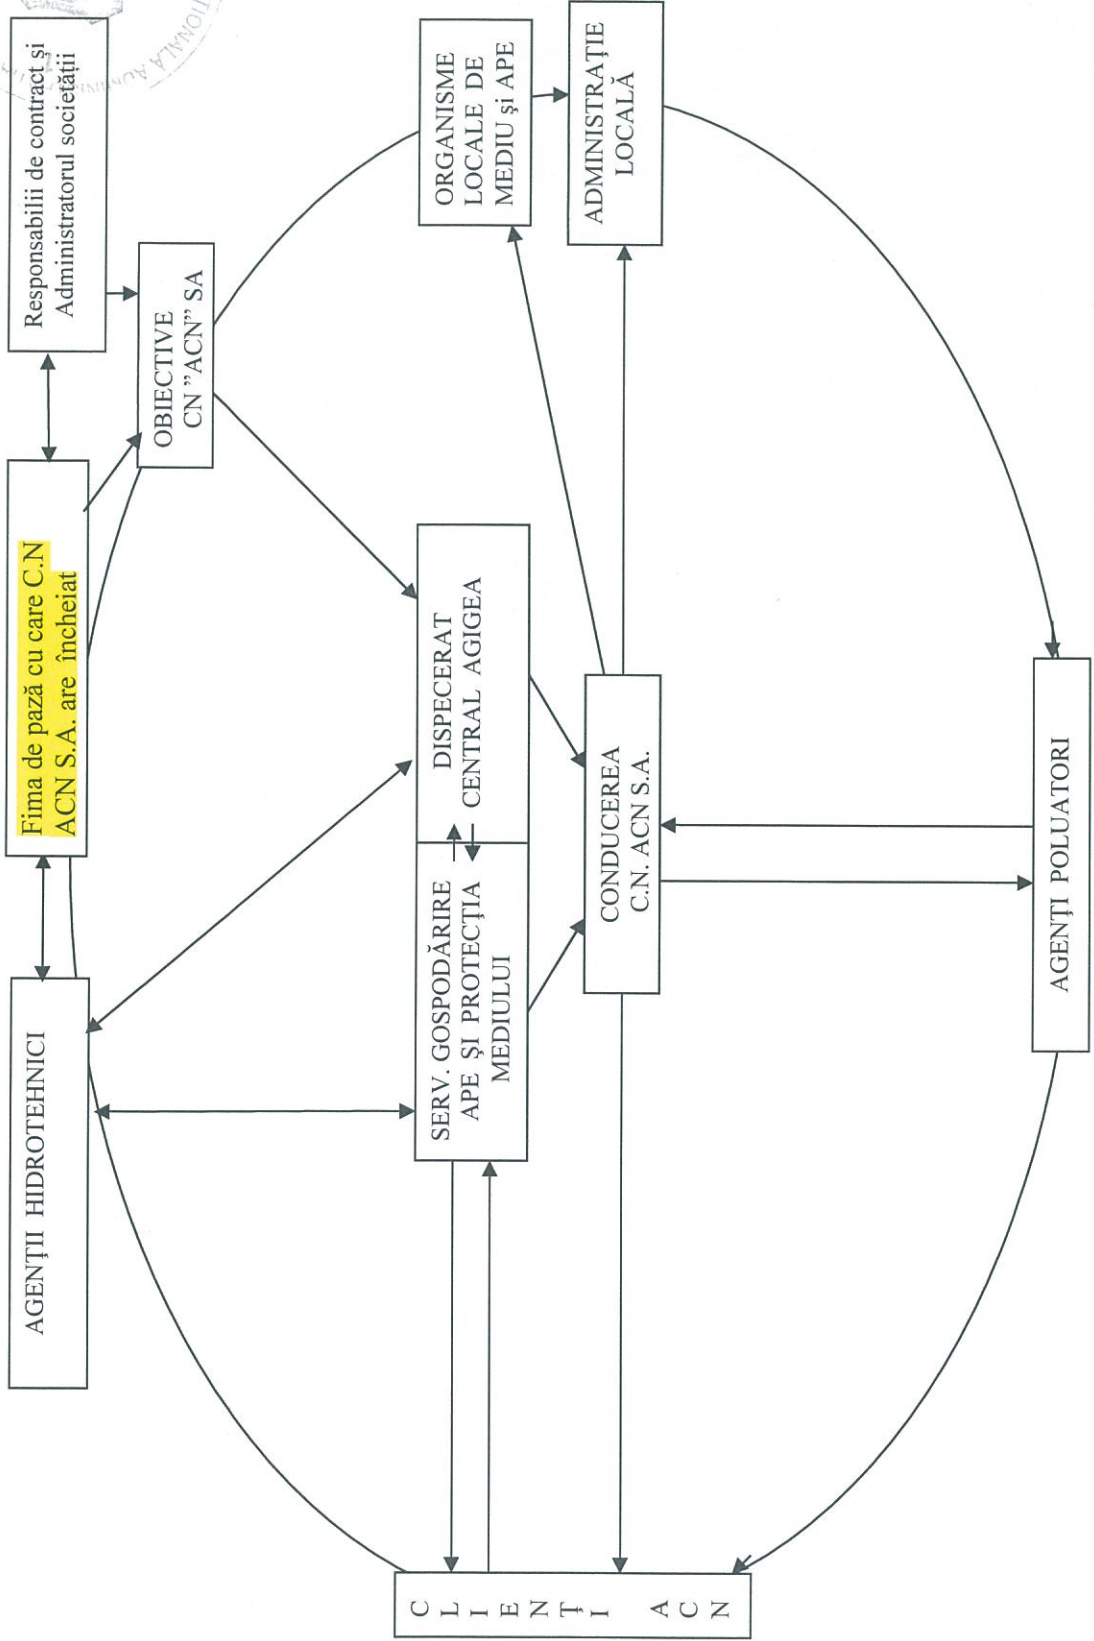 AGENŢII HIDROTEHNICI
Fima de pază cu care C.N
ACN S.A. are încheiat
Responsabilii de contract şi
Administratorul societăţii
OBIECTIVE
CN ”ACN” SA
SERV. GOSPODĂRIRE
APE ŞI PROTECŢIA
MEDIULUI
DISPECERAT
CENTRAL AGIGEA
ORGANISME
LOCALE DE
MEDIU şi APE
ADMINISTRAŢIE
LOCALĂ
CONDUCEREA
C.N. ACN S.A.
CLIENŢI ACN
AGENŢI POLUATORI